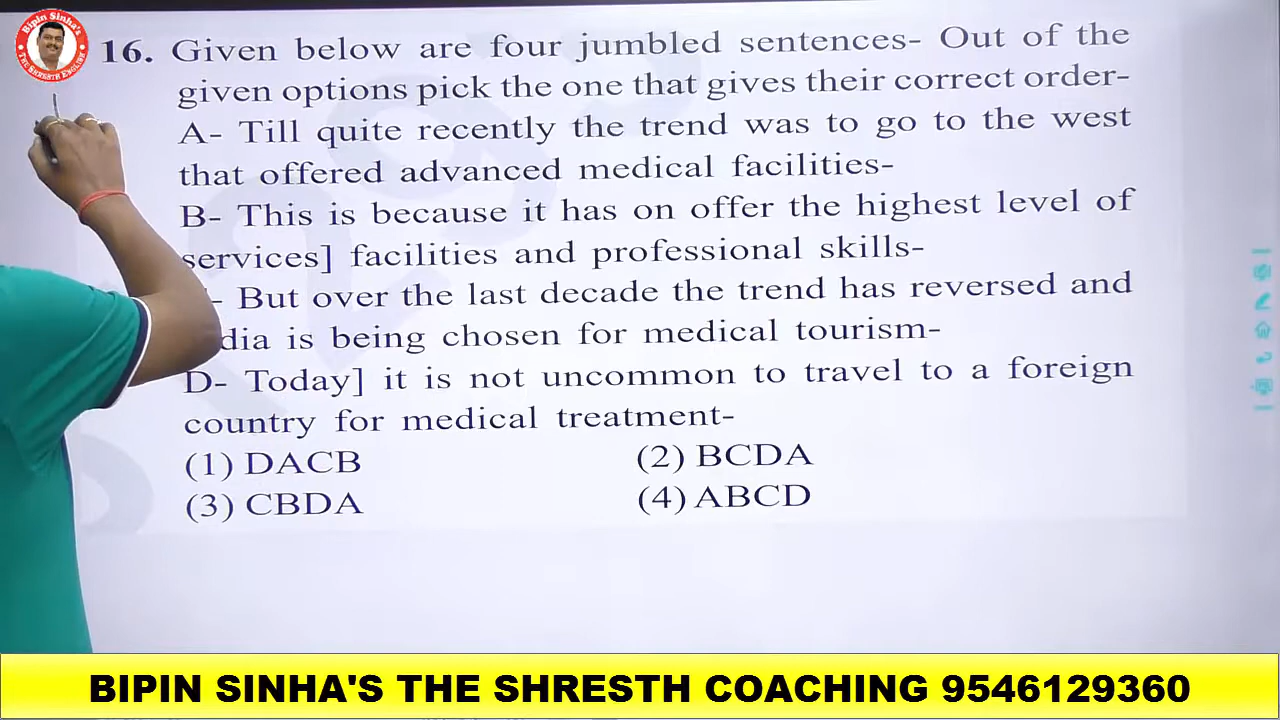 Bipin Sinha's
THE SHRESTH ENGLISH
16. Given below are four jumbled sentences- Out of the
given options pick the one that gives their correct order-
A- Till quite recently the trend was to go to the west
that offered advanced medical facilities-
B- This is because it has on offer the highest level of
services] facilities and professional skills-
- But over the last decade the trend has reversed and
dia is being chosen for medical tourism-
D- Today] it is not uncommon to travel to a foreign
country for medical treatment-
(1) DACB (2) BCDA
(3) CBDA (4) ABCD
BIPIN SINHA'S THE SHRESTH COACHING 9546129360